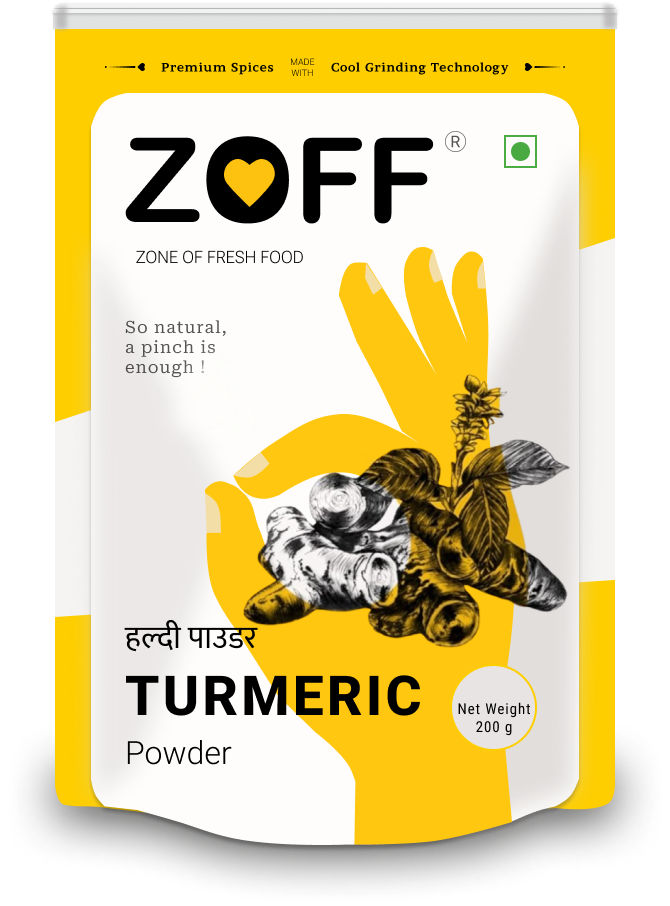 Premium Spices MADE WITH Cool Grinding Technology
ZOFF ®
ZONE OF FRESH FOOD
So natural,
a pinch is
enough !
हल्दी पाउडर
TURMERIC
Powder
Net Weight
200 g